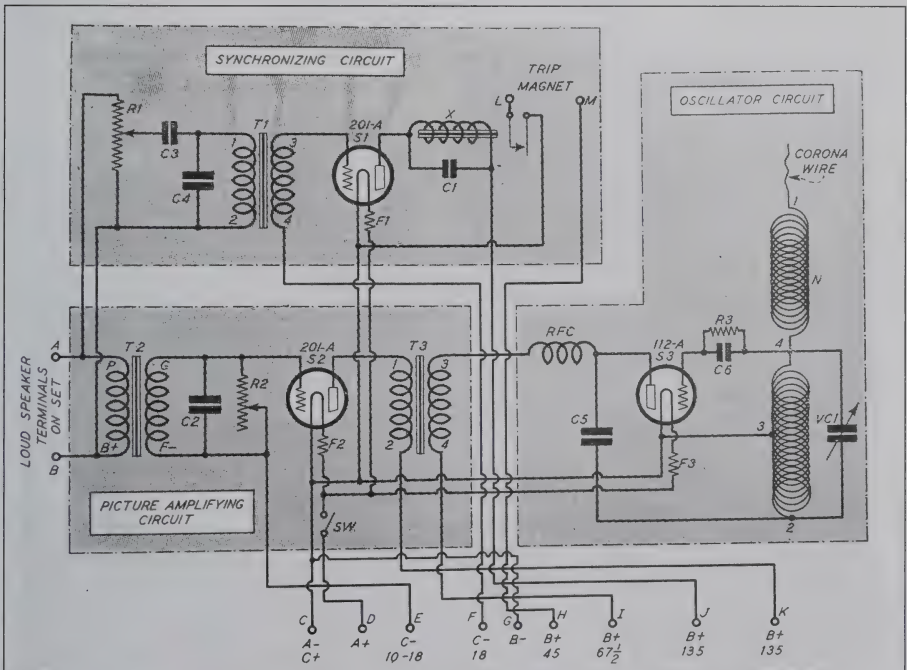 SYNCHRONIZING CIRCUIT
TRIP
MAGNET
L
M
OSCILLATOR CIRCUIT
R1
C3
C4
T1
1
2
3
4
201-A
S1
X
C1
F1
CORONA
WIRE
1
N
LOUD SPEAKER
TERMINALS
ON SET
A
B
T2
P
B+
G
F-
C2
R2
201-A
S2
F2
SW.
T3
1
2
3
4
RFC
C5
112-A
S3
F3
R3
C6
4
3
2
VC1
PICTURE AMPLIFYING
CIRCUIT
C
A-
C+
D
A+
E
C-
10-18
F
C-
18
G
B-
H
B+
45
I
B+
67½
J
B+
135
K
B+
135